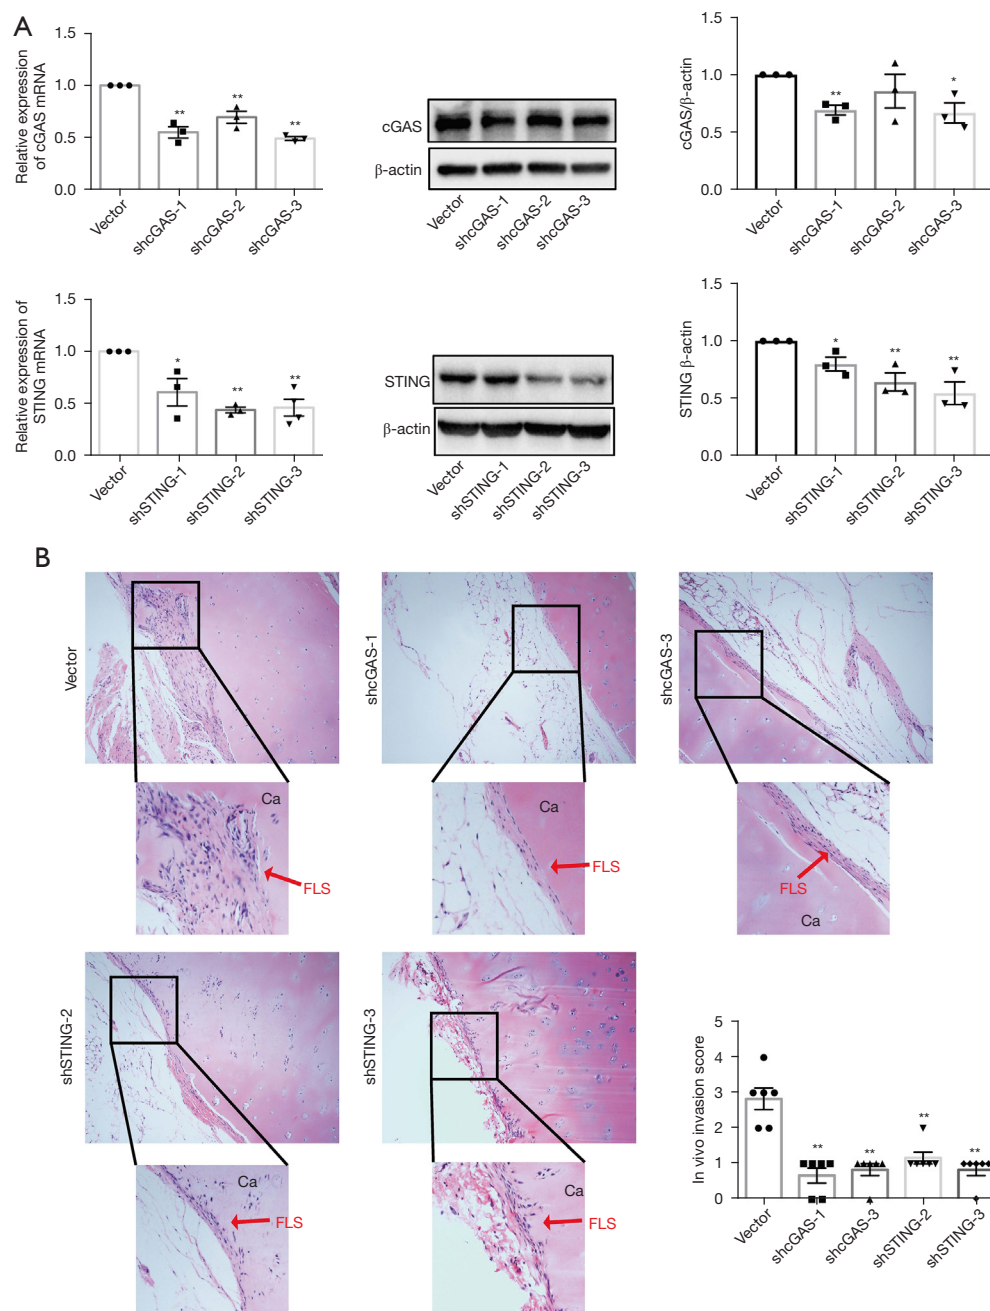 A
Relative expression
of cGAS mRNA
1.5
1.0
0.5
0.0
**
**
**
Vector
shcGAS-1
shcGAS-2
shcGAS-3
cGAS
β-actin
Vector
shcGAS-1
shcGAS-2
shcGAS-3
cGAS/β-actin
1.5
1.0
0.5
0.0
**
*
Vector
shcGAS-1
shcGAS-2
shcGAS-3
Relative expression of
STING mRNA
1.5
1.0
0.5
0.0
*
**
**
Vector
shSTING-1
shSTING-2
shSTING-3
STING
β-actin
Vector
shSTING-1
shSTING-2
shSTING-3
STING β-actin
1.5
1.0
0.5
0.0
*
**
**
Vector
shSTING-1
shSTING-2
shSTING-3
B
Vector
Ca
FLS
shcGAS-1
Ca
FLS
shcGAS-3
FLS
Ca
shSTING-2
Ca
FLS
shSTING-3
Ca
FLS
In vivo invasion score
5
4
3
2
1
0
**
**
**
**
Vector
shcGAS-1
shcGAS-3
shSTING-2
shSTING-3